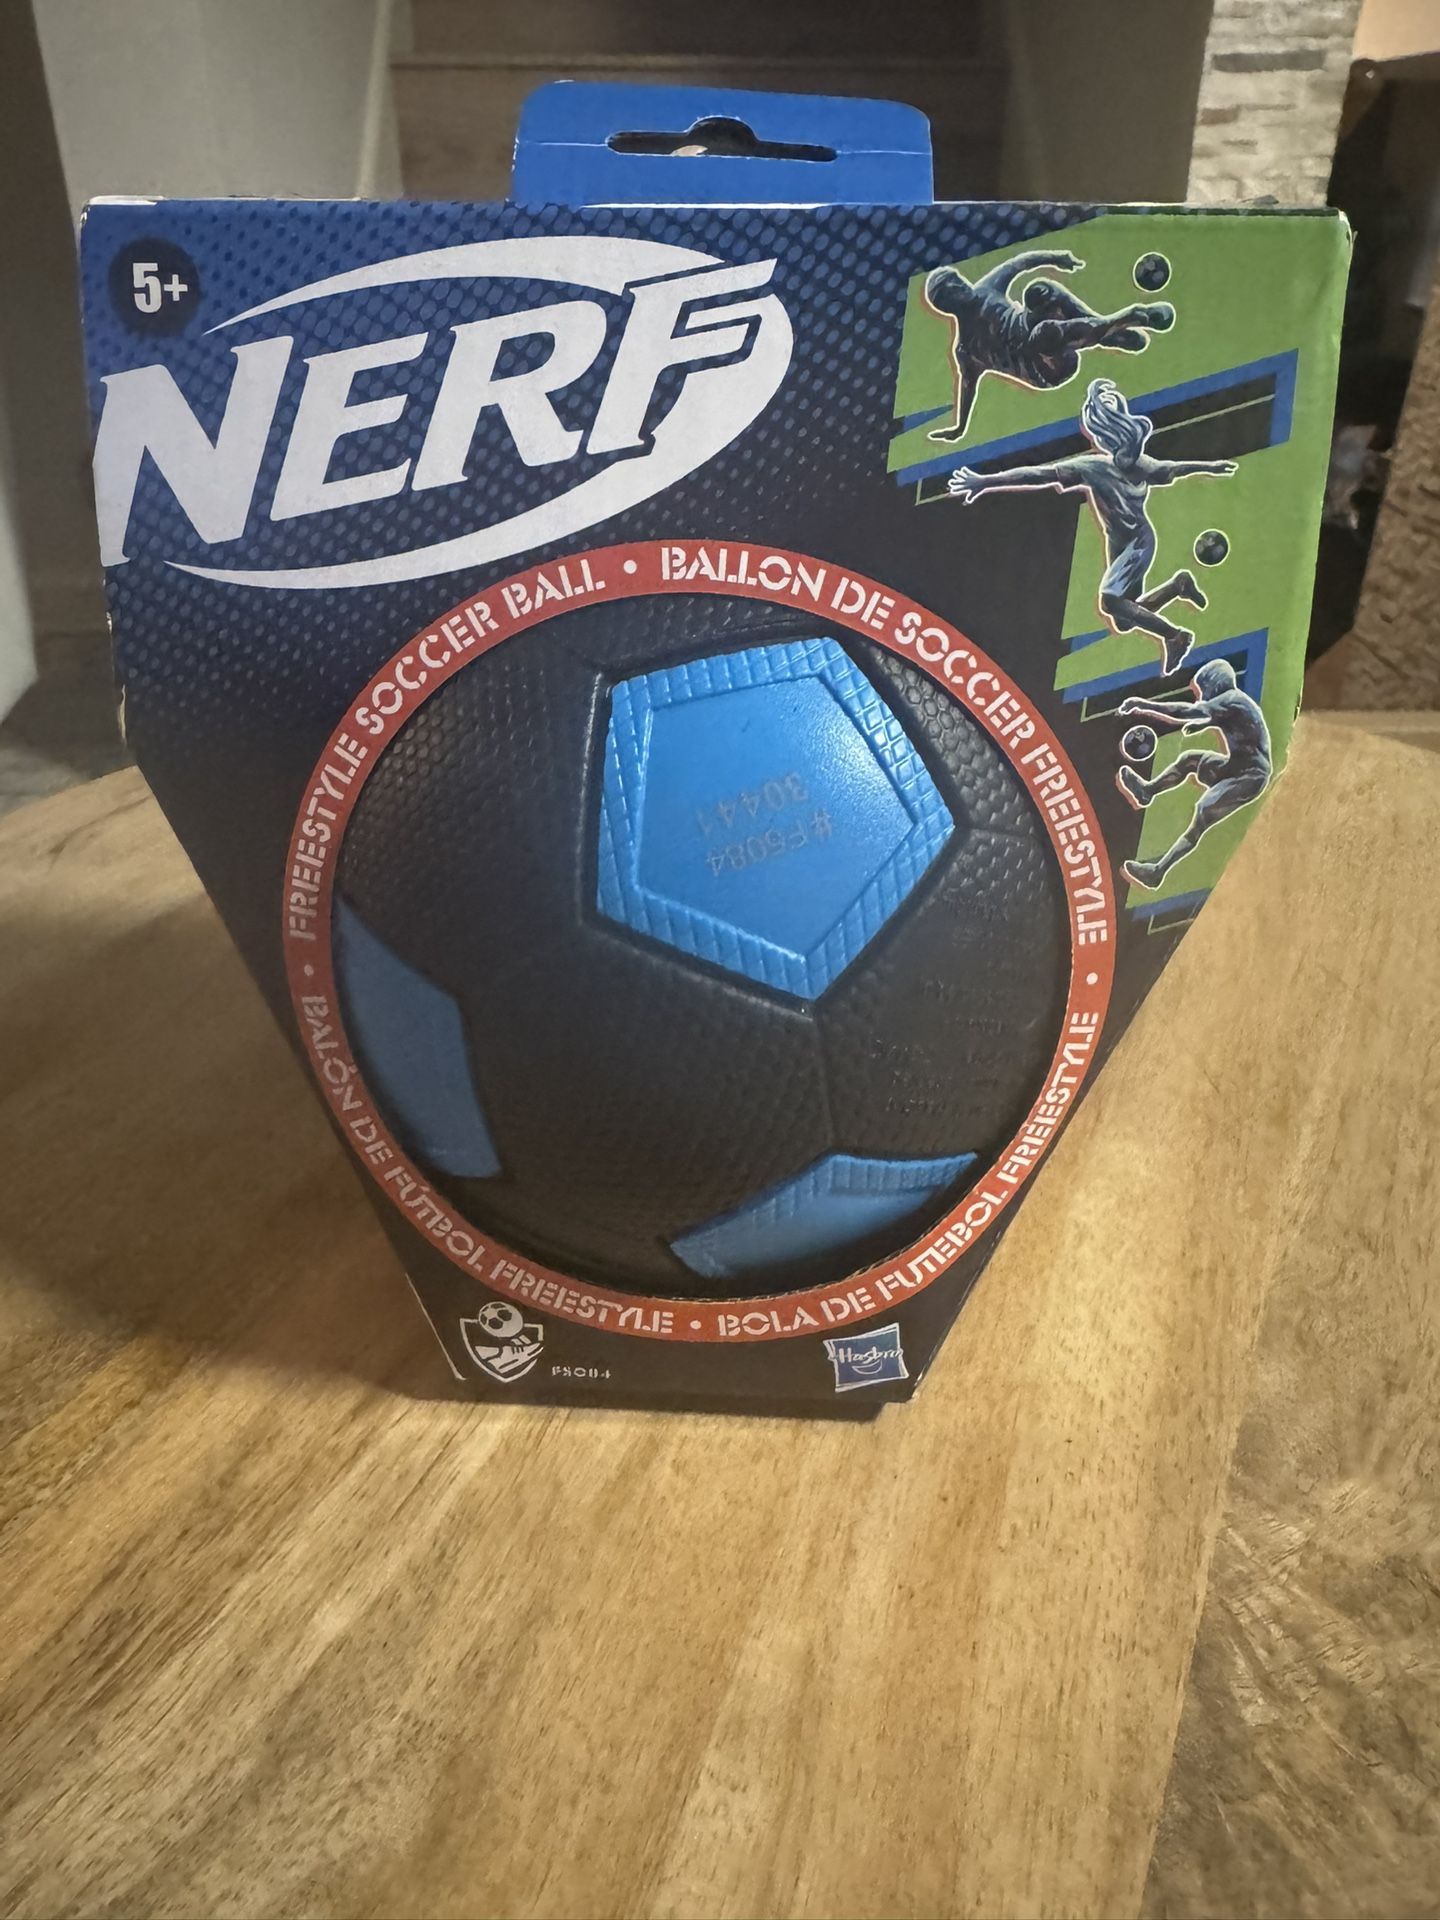 5+
NERF
FREESTYLE SOCCER BALL • BALLON DE SOCCER FREESTYLE •
BALÓN DE FÚTBOL FREESTYLE • BOLA DE FUTEBOL FREESTYLE •
#F5084
30441
F5084
Hasbro